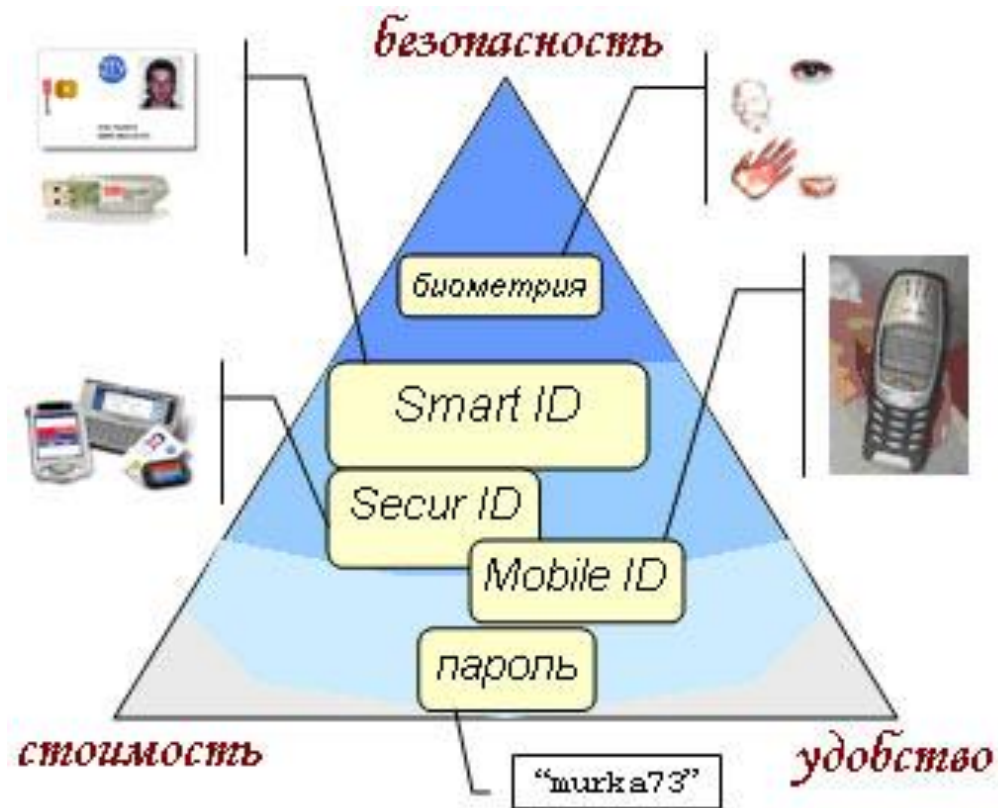 безопасность
биометрия
Smart ID
Secur ID
Mobile ID
пароль
стоимость
удобство
“murka73”